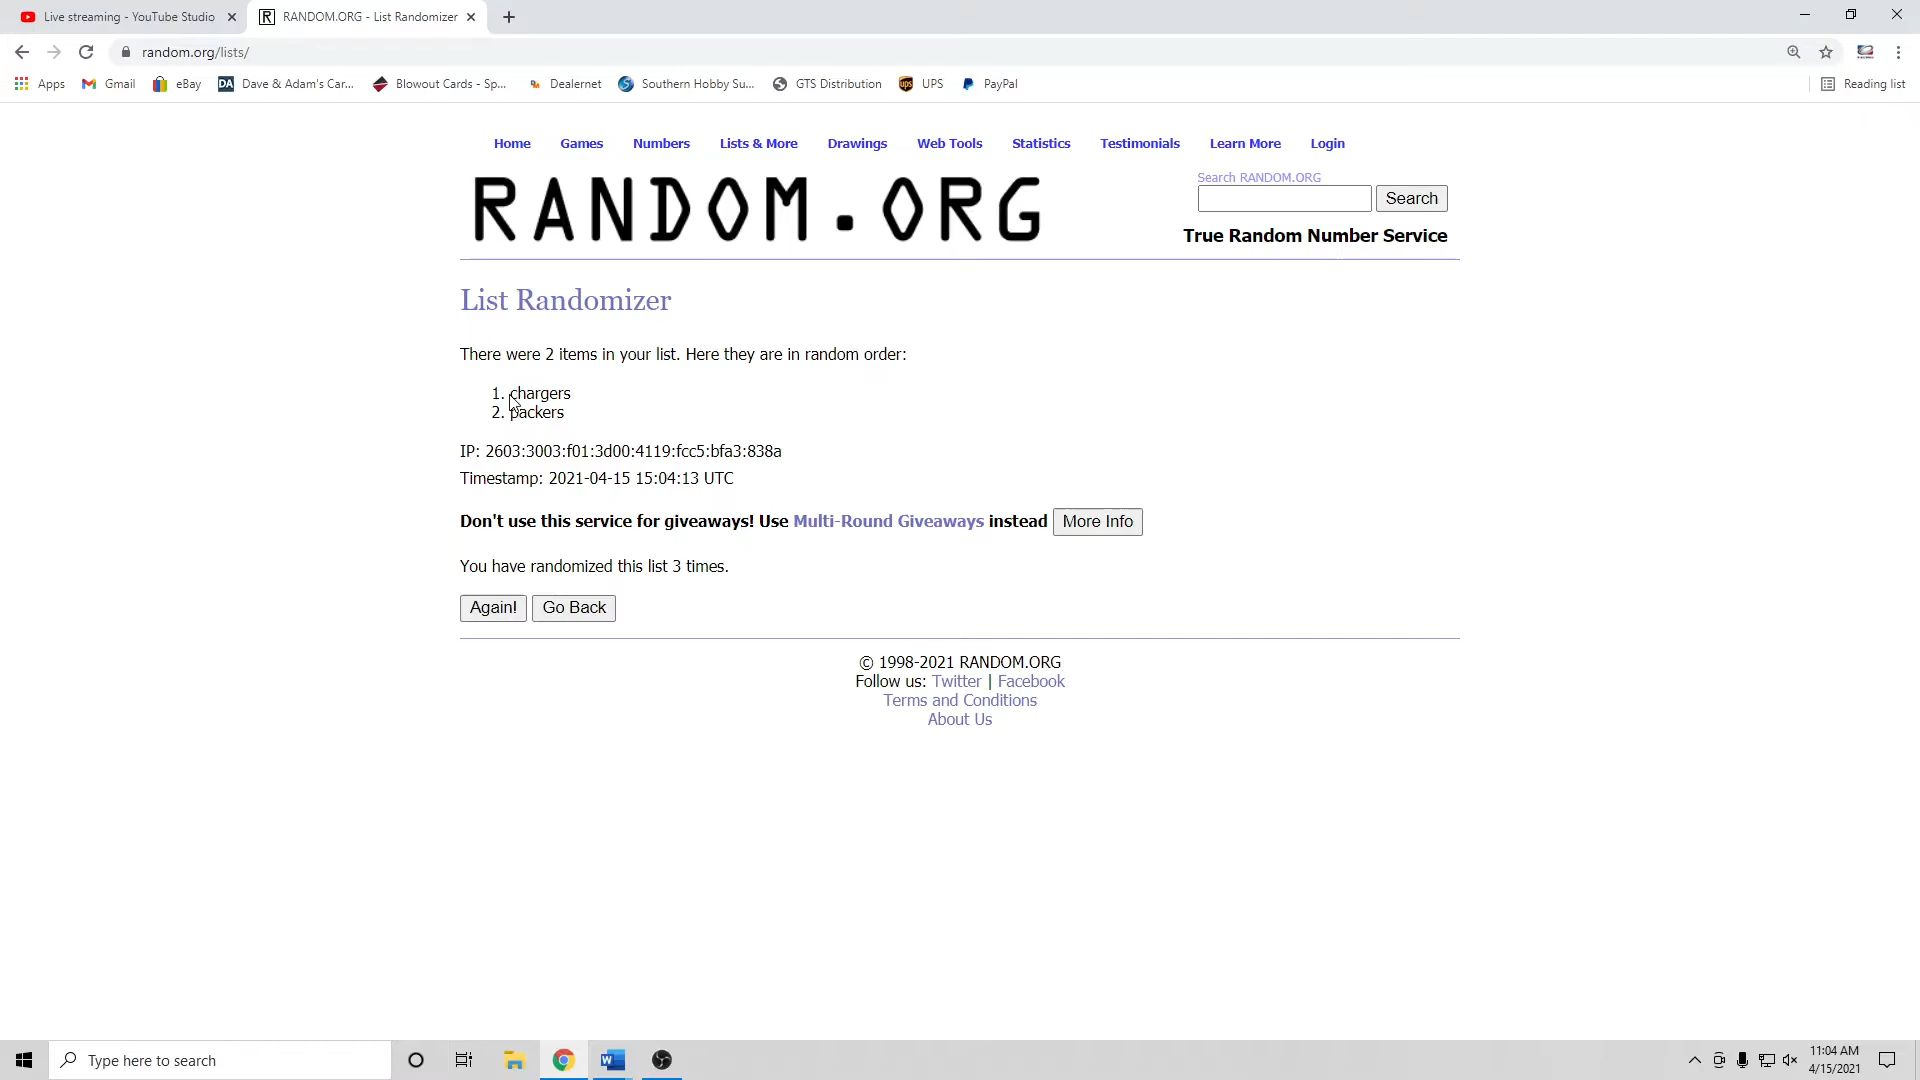 Live streaming - YouTube Studio
RANDOM.ORG - List Randomizer
random.org/lists/
Apps Gmail eBay DA Dave & Adam's Car... Blowout Cards - Sp... Dealernet Southern Hobby Su... GTS Distribution UPS PayPal Reading list
Home Games Numbers Lists & More Drawings Web Tools Statistics Testimonials Learn More Login
RANDOM.ORG
Search RANDOM.ORG
Search
True Random Number Service
List Randomizer
There were 2 items in your list. Here they are in random order:
1. chargers
2. packers
IP: 2603:3003:f01:3d00:4119:fcc5:bfa3:838a
Timestamp: 2021-04-15 15:04:13 UTC
Don't use this service for giveaways! Use Multi-Round Giveaways instead More Info
You have randomized this list 3 times.
Again! Go Back
© 1998-2021 RANDOM.ORG
Follow us: Twitter | Facebook
Terms and Conditions
About Us
Type here to search
11:04 AM
4/15/2021